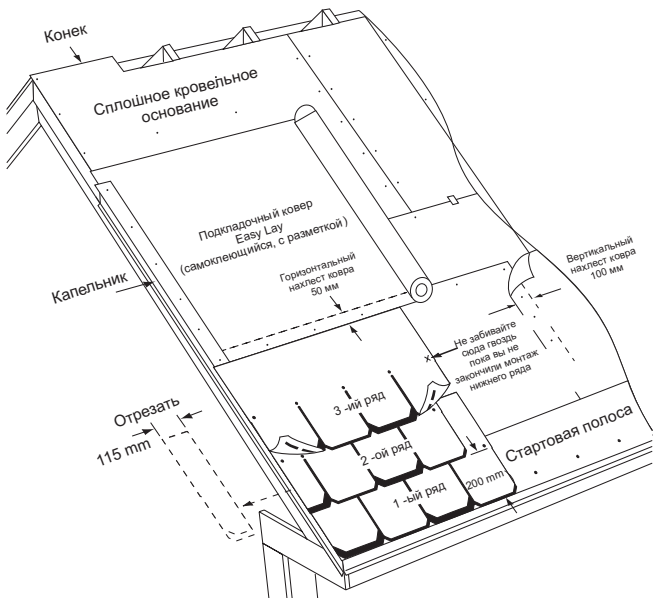 Конек
Сплошное кровельное
основание
Подкладочный ковер
Easy Lay
(самоклеющийся, с разметкой)
Горизонтальный
нахлест ковра
50 мм
Вертикальный
нахлест ковра
100 мм
Капельник
Не забивайте
сюда гвоздь
пока вы не
закончили монтаж
нижнего ряда
x
Отрезать
115 mm
3 -ий ряд
2 -ой ряд
1 -ый ряд
200 mm
Стартовая полоса